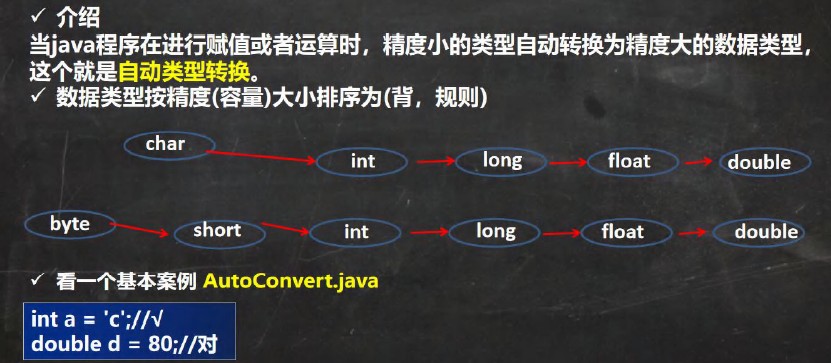 ✓ 介绍
当java程序在进行赋值或者运算时，精度小的类型自动转换为精度大的数据类型，
这个就是自动类型转换。
✓ 数据类型按精度(容量)大小排序为(背，规则)
char
int
long
float
double
byte
short
int
long
float
double
✓ 看一个基本案例 AutoConvert.java
int a = 'c';//√
double d = 80;//对